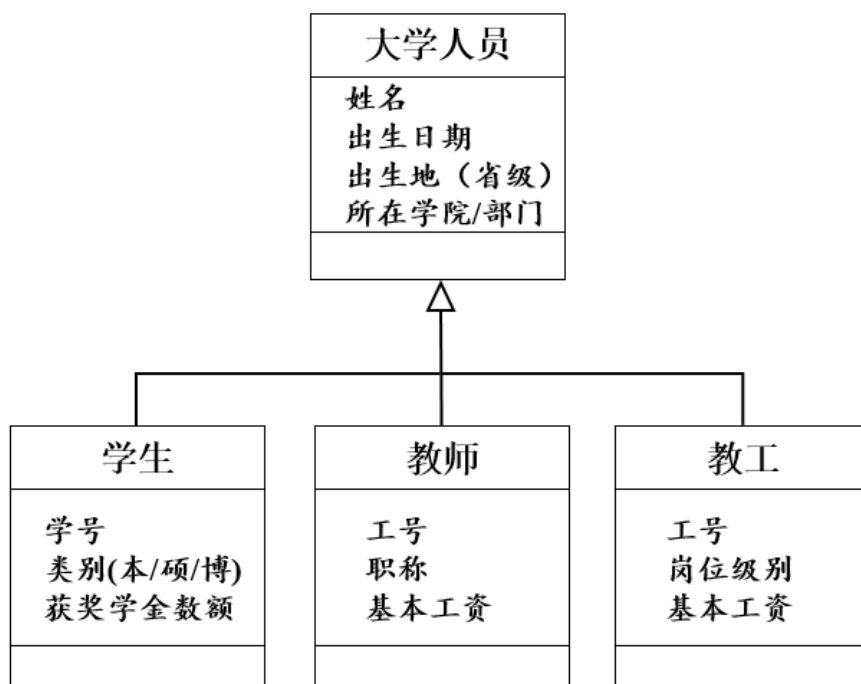 大学人员
姓名
出生日期
出生地（省级）
所在学院/部门
学生
学号
类别(本/硕/博)
获奖学金数额
教师
工号
职称
基本工资
教工
工号
岗位级别
基本工资